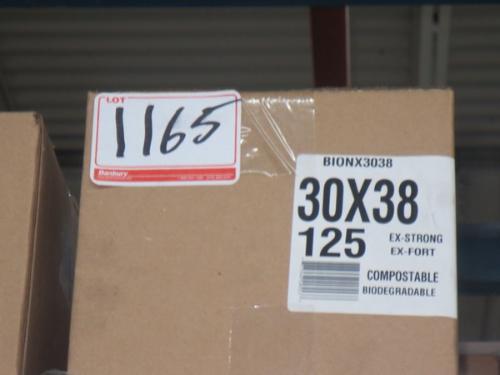 LOT
1165
Danbury
BIONX3038
30X38
125
EX-STRONG
EX-FORT
COMPOSTABLE
BIODEGRADABLE